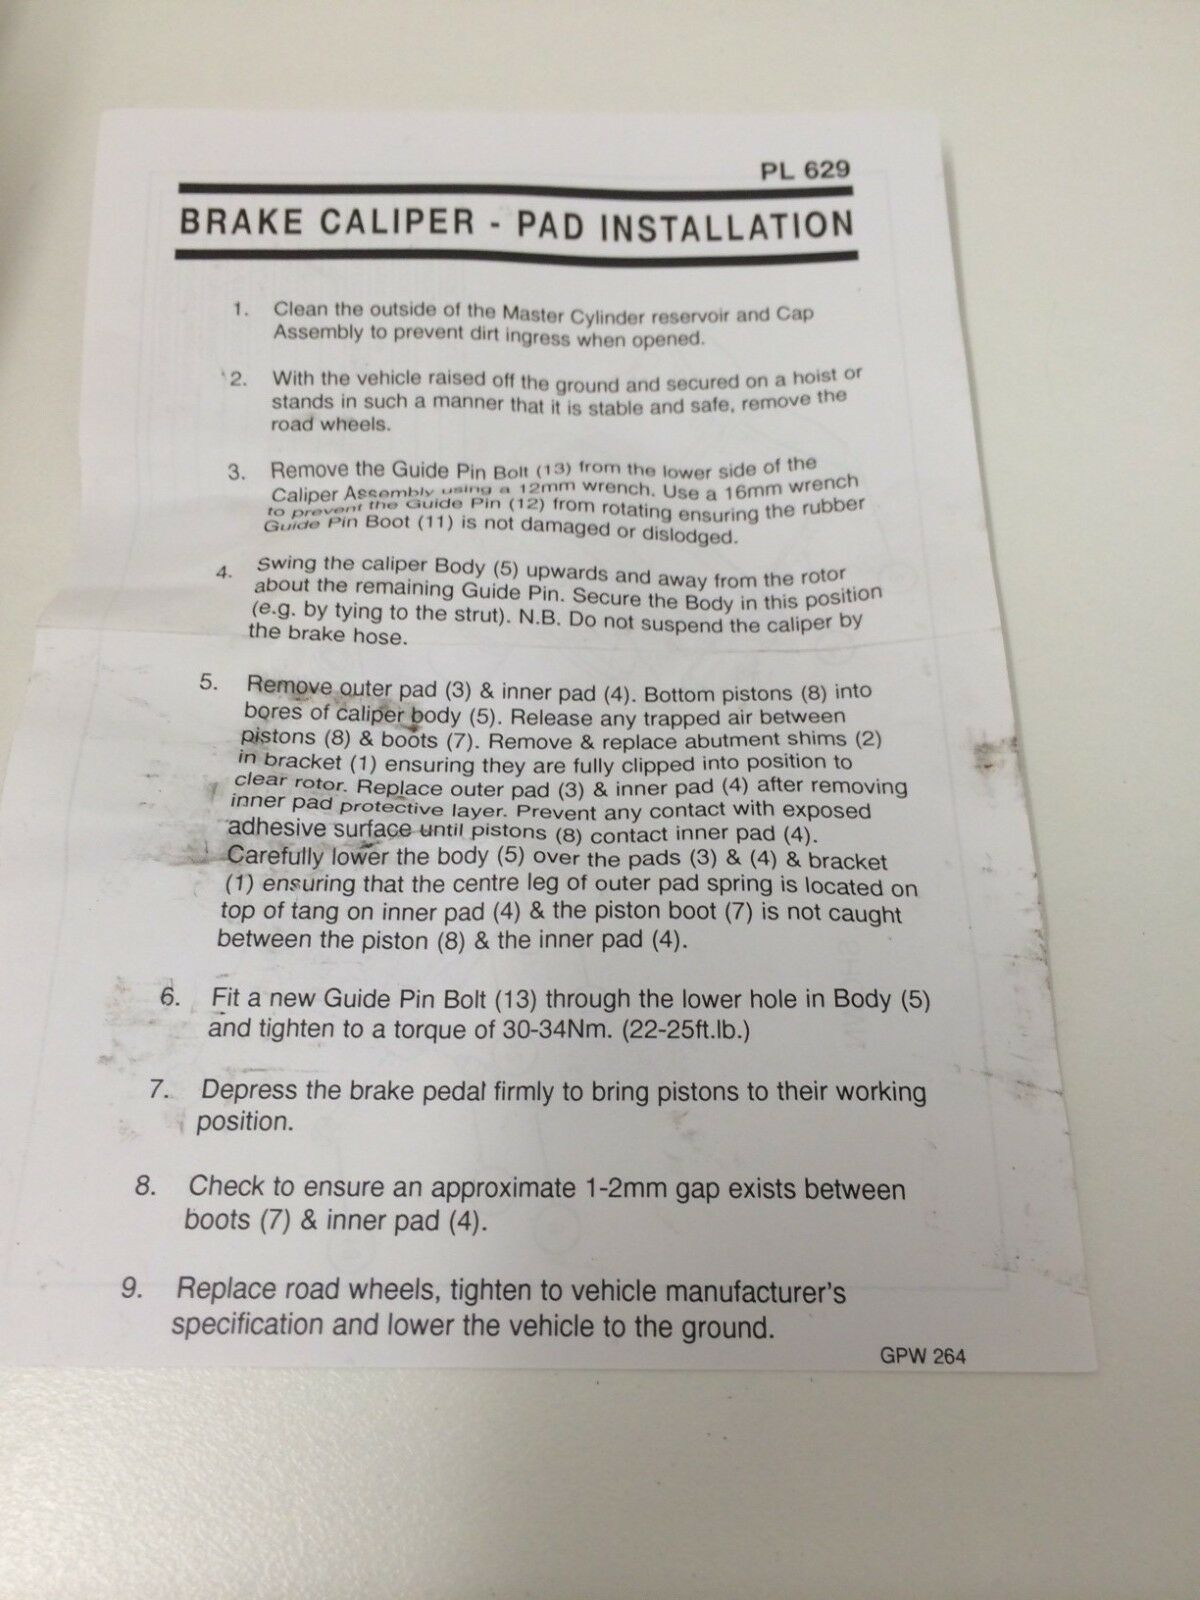 PL 629
BRAKE CALIPER - PAD INSTALLATION
1. Clean the outside of the Master Cylinder reservoir and Cap
Assembly to prevent dirt ingress when opened.
2. With the vehicle raised off the ground and secured on a hoist or
stands in such a manner that it is stable and safe, remove the
road wheels.
3. Remove the Guide Pin Bolt (13) from the lower side of the
Caliper Assembly using a 12mm wrench. Use a 16mm wrench
to prevent the Guide Pin (12) from rotating ensuring the rubber
Guide Pin Boot (11) is not damaged or dislodged.
4. Swing the caliper Body (5) upwards and away from the rotor
about the remaining Guide Pin. Secure the Body in this position
(e.g. by tying to the strut). N.B. Do not suspend the caliper by
the brake hose.
5. Remove outer pad (3) & inner pad (4). Bottom pistons (8) into
bores of caliper body (5). Release any trapped air between
pistons (8) & boots (7). Remove & replace abutment shims (2)
in bracket (1) ensuring they are fully clipped into position to
clear rotor. Replace outer pad (3) & inner pad (4) after removing
inner pad protective layer. Prevent any contact with exposed
adhesive surface until pistons (8) contact inner pad (4).
Carefully lower the body (5) over the pads (3) & (4) & bracket
(1) ensuring that the centre leg of outer pad spring is located on
top of tang on inner pad (4) & the piston boot (7) is not caught
between the piston (8) & the inner pad (4).
6. Fit a new Guide Pin Bolt (13) through the lower hole in Body (5)
and tighten to a torque of 30-34Nm. (22-25ft.lb.)
7. Depress the brake pedal firmly to bring pistons to their working
position.
8. Check to ensure an approximate 1-2mm gap exists between
boots (7) & inner pad (4).
9. Replace road wheels, tighten to vehicle manufacturer's
specification and lower the vehicle to the ground.
GPW 264